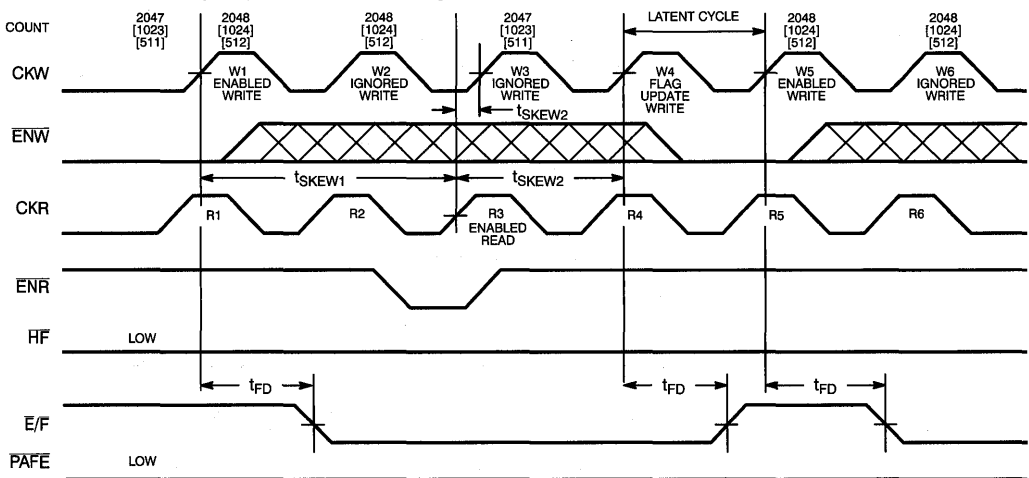 COUNT
2047
[1023]
[511]
2048
[1024]
[512]
2048
[1024]
[512]
2047
[1023]
[511]
LATENT CYCLE
2048
[1024]
[512]
2048
[1024]
[512]
CKW
W1
ENABLED
WRITE
W2
IGNORED
WRITE
W3
IGNORED
WRITE
W4
FLAG
UPDATE
WRITE
W5
ENABLED
WRITE
W6
IGNORED
WRITE
tSKEW2
ENW
tSKEW1
tSKEW2
CKR
R1
R2
R3
ENABLED
READ
R4
R5
R6
ENR
HF
LOW
tFD
tFD
tFD
E/F
PAFE
LOW